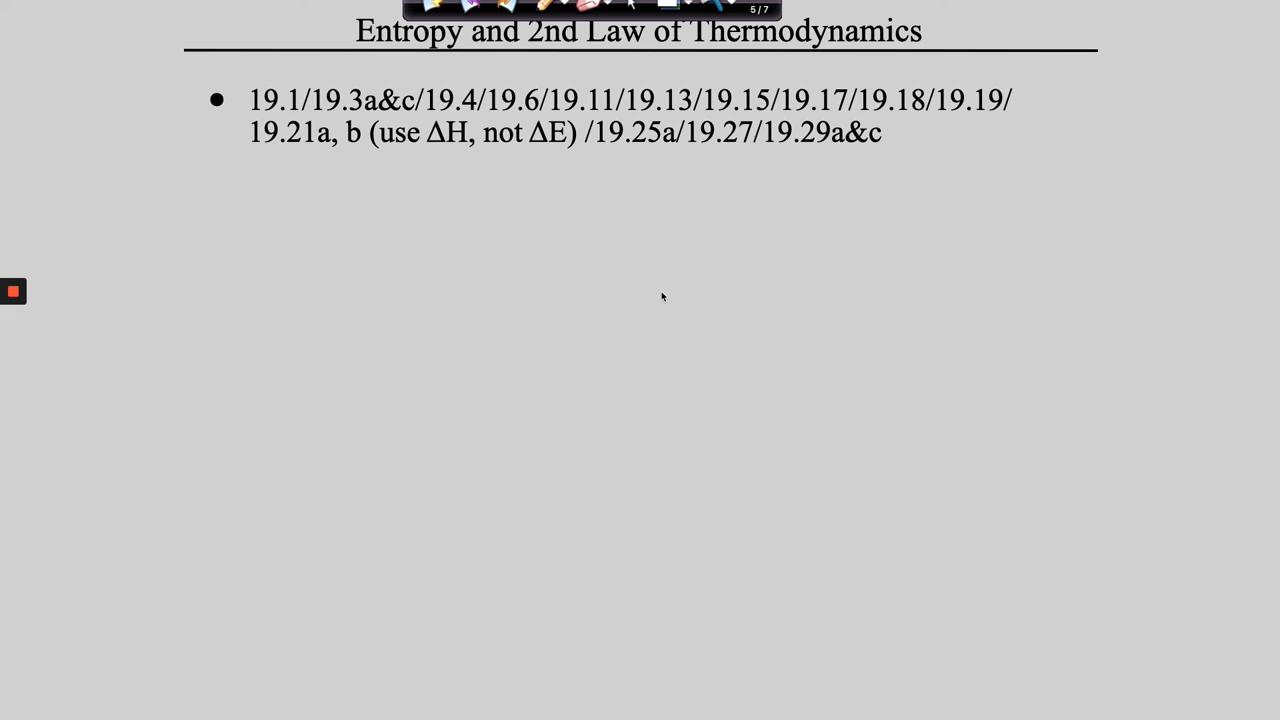 5 / 7
Entropy and 2nd Law of Thermodynamics
● 19.1/19.3a&c/19.4/19.6/19.11/19.13/19.15/19.17/19.18/19.19/
19.21a, b (use ΔH, not ΔE) /19.25a/19.27/19.29a&c